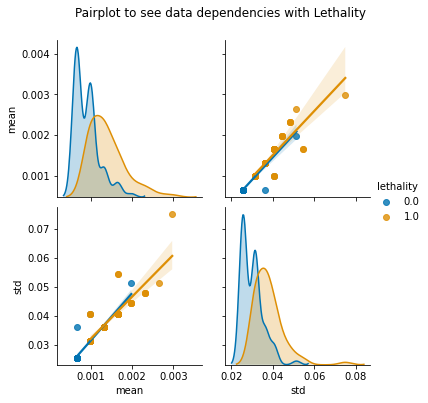 Pairplot to see data dependencies with Lethality
0.004
0.003
0.002
0.001
mean
lethality
0.0
1.0
0.07
0.06
0.05
0.04
0.03
std
0.001 0.002 0.003
0.02 0.04 0.06 0.08
mean
std